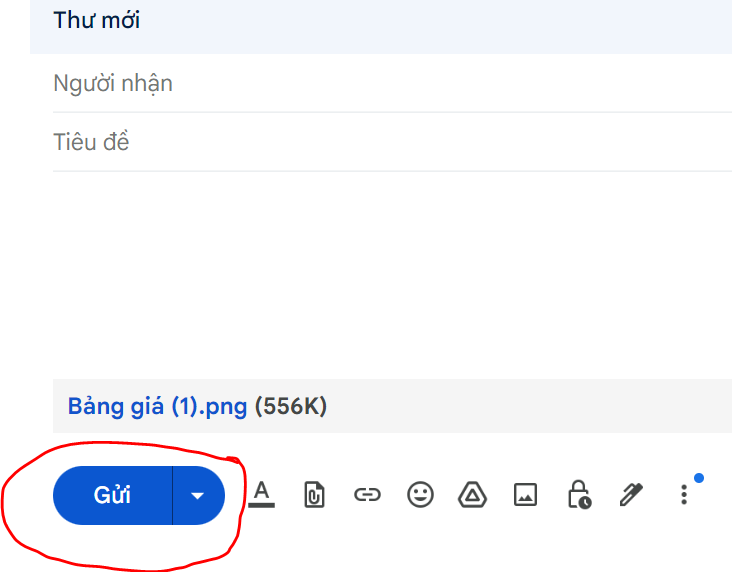 Thư mới
Người nhận
Tiêu đề
Bảng giá (1).png (556K)
Gửi
A